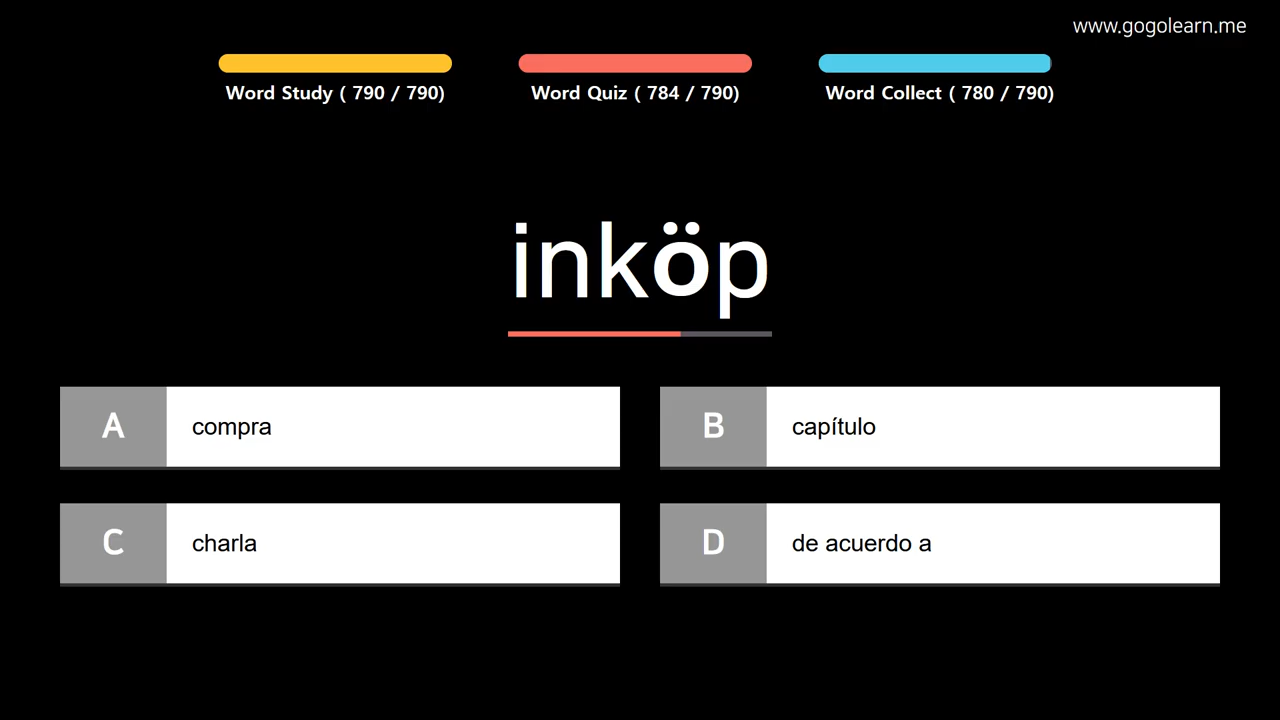 www.gogolearn.me
Word Study ( 790 / 790)
Word Quiz ( 784 / 790)
Word Collect ( 780 / 790)
inköp
A compra
B capítulo
C charla
D de acuerdo a